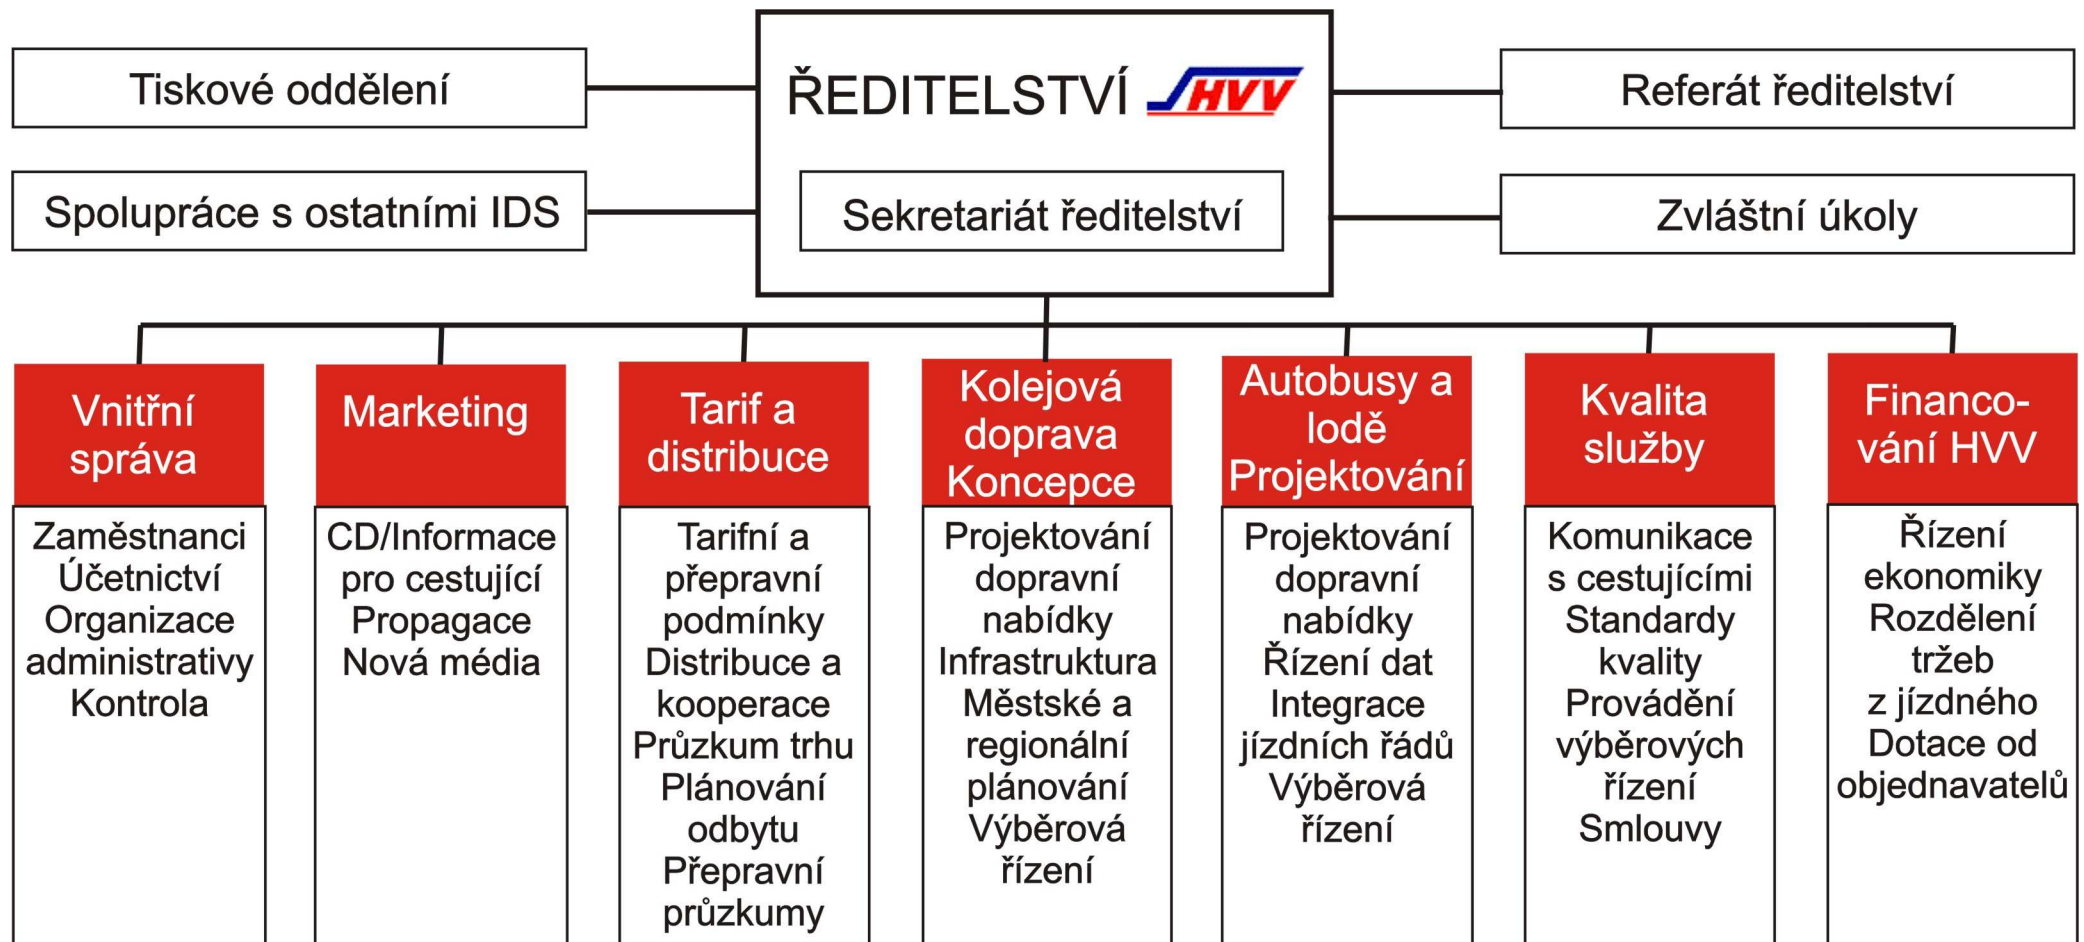 Tiskové oddělení
ŘEDITELSTVÍ HVV
Referát ředitelství
Spolupráce s ostatními IDS
Sekretariát ředitelství
Zvláštní úkoly
Vnitřní
správa
Zaměstnanci
Účetnictví
Organizace
administrativy
Kontrola
Marketing
CD/Informace
pro cestující
Propagace
Nová média
Tarif a
distribuce
Tarifní a
přepravní
podmínky
Distribuce a
kooperace
Průzkum trhu
Plánování
odbytu
Přepravní
průzkumy
Kolejová
doprava
Koncepce
Projektování
dopravní
nabídky
Infrastruktura
Městské a
regionální
plánování
Výběrová
řízení
Autobusy a
lodě
Projektování
Projektování
dopravní
nabídky
Řízení dat
Integrace
jízdních řádů
Výběrová
řízení
Kvalita
služby
Komunikace
s cestujícími
Standardy
kvality
Provádění
výběrových
řízení
Smlouvy
Financo-
vání HVV
Řízení
ekonomiky
Rozdělení
tržeb
z jízdného
Dotace od
objednavatelů